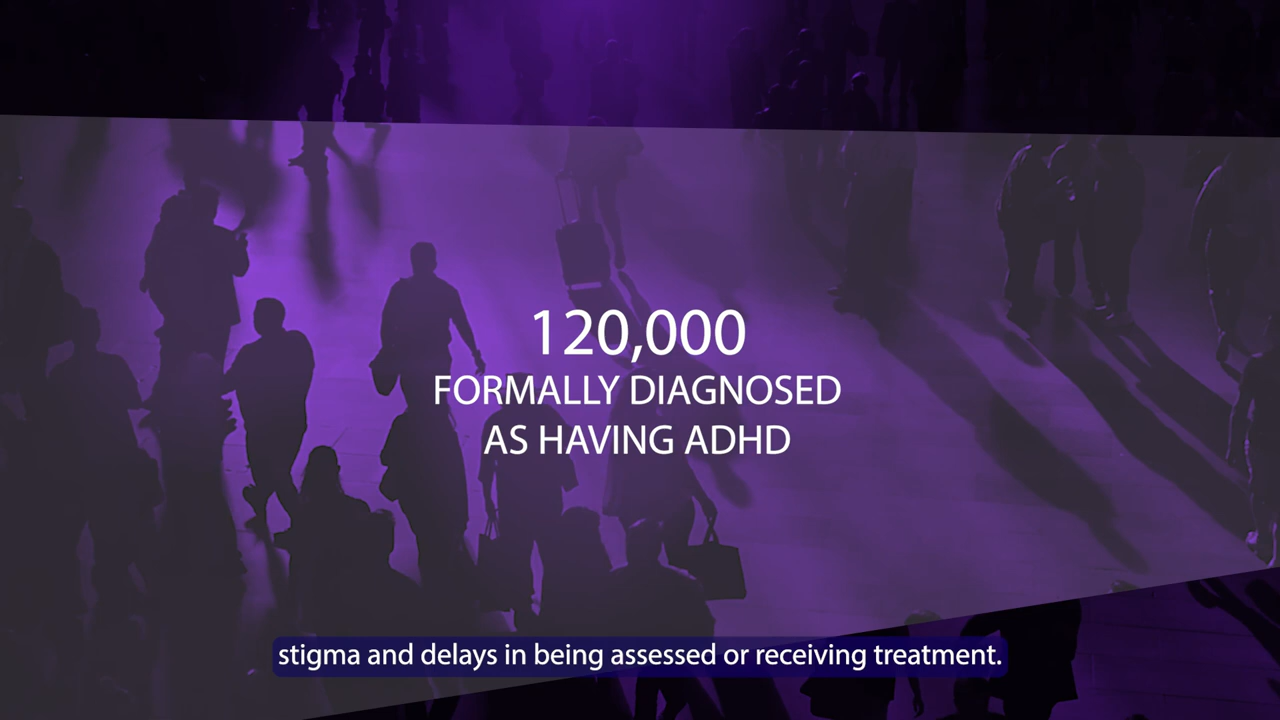 120,000
FORMALLY DIAGNOSED
AS HAVING ADHD
stigma and delays in being assessed or receiving treatment.